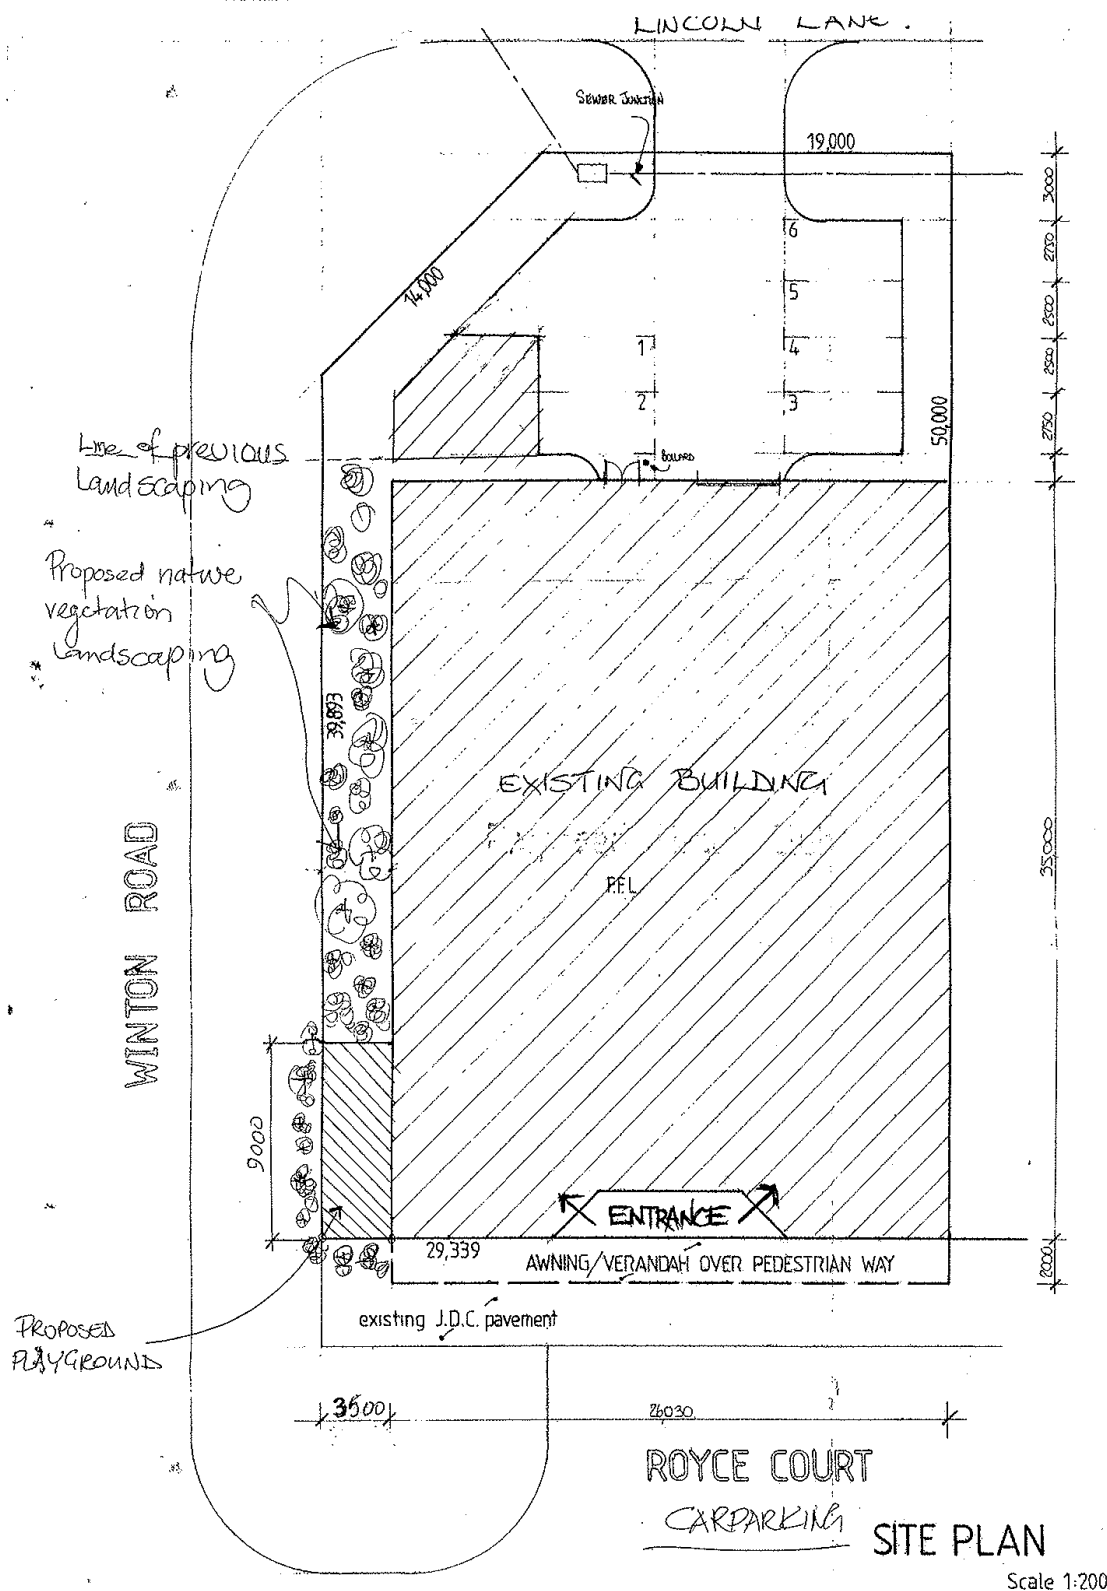 LINCOLN LANE.
SEWER JUNCTION
19,000
3000
6
2750
5
14,000
2500
1
4
2500
2
3
50,000
2750
Line of previous
Landscaping
BOLLARD
Proposed native
vegetation
Landscaping
39,893
EXISTING BUILDING
F.F.L.
35000
WINTON ROAD
9000
ENTRANCE
29,339
AWNING/VERANDAH OVER PEDESTRIAN WAY
2000
existing J.D.C. pavement
PROPOSED
PLAYGROUND
3500
26030
ROYCE COURT
CARPARKING
SITE PLAN
Scale 1:200